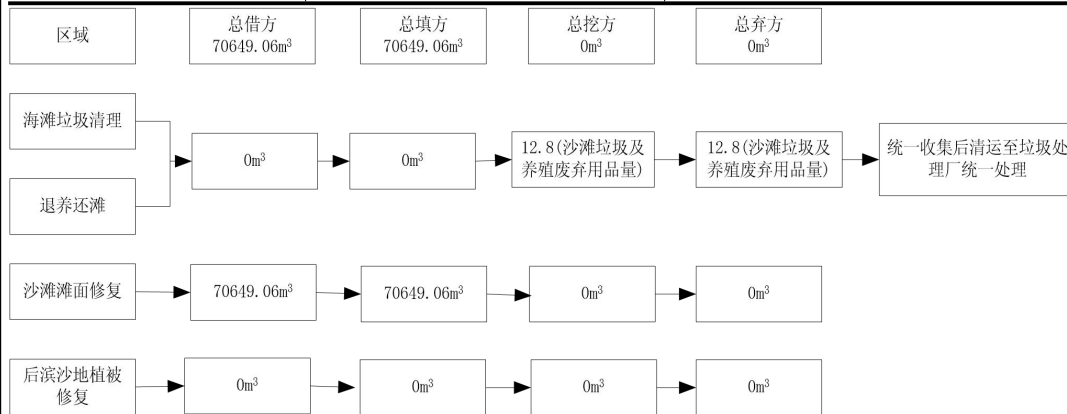 区域
总借方
70649.06m³
总填方
70649.06m³
总挖方
0m³
总弃方
0m³
海滩垃圾清理
退养还滩
0m³
0m³
12.8(沙滩垃圾及
养殖废弃用品量)
12.8(沙滩垃圾及
养殖废弃用品量)
统一收集后清运至垃圾处
理厂统一处理
沙滩滩面修复
70649.06m³
70649.06m³
0m³
0m³
后滨沙地植被
修复
0m³
0m³
0m³
0m³